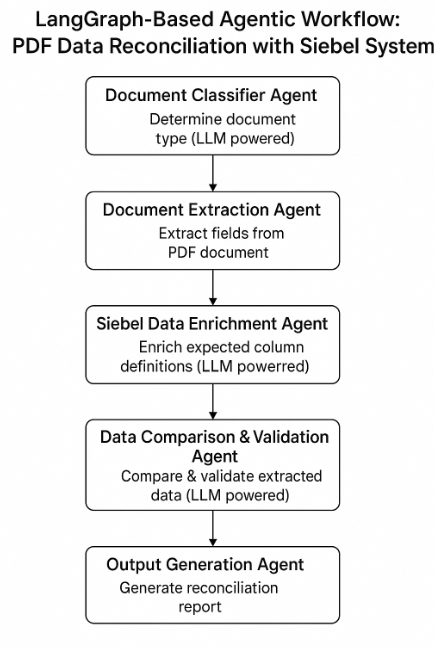 LangGraph-Based Agentic Workflow:
PDF Data Reconciliation with Siebel System
Document Classifier Agent
Determine document
type (LLM powered)
Document Extraction Agent
Extract fields from
PDF document
Siebel Data Enrichment Agent
Enrich expected column
definitions (LLM powerred)
Data Comparison & Validation
Agent
Compare & validate extracted
data (LLM powered)
Output Generation Agent
Generate reconciliation
report